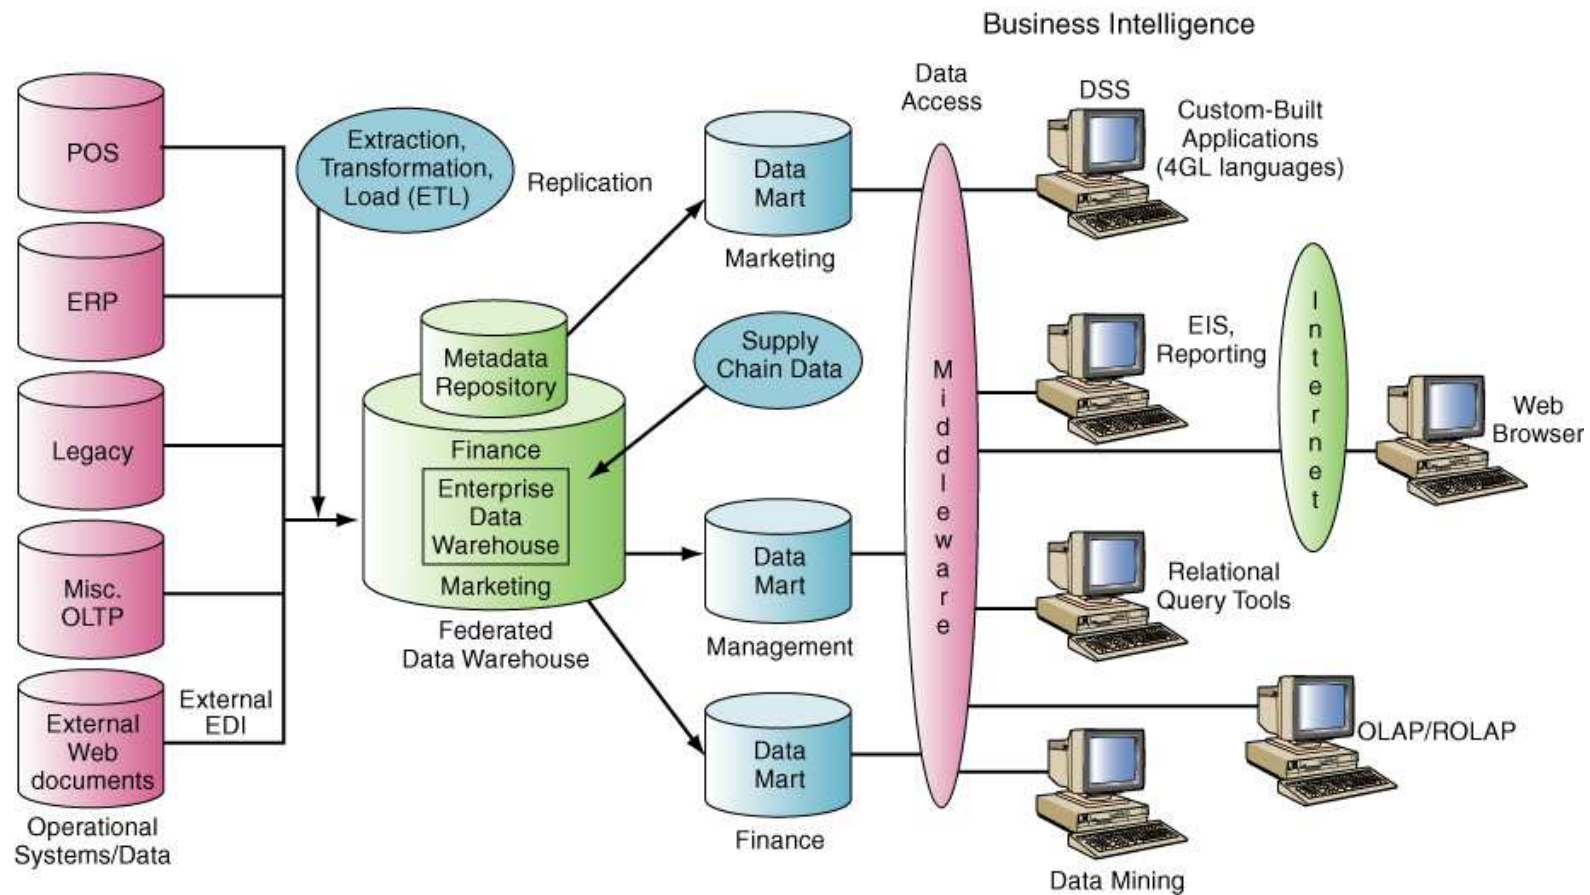 Business Intelligence
POS
ERP
Legacy
Misc.
OLTP
External
Web
documents
External
EDI
Operational
Systems/Data
Extraction,
Transformation,
Load (ETL)
Replication
Metadata
Repository
Finance
Enterprise
Data
Warehouse
Marketing
Federated
Data Warehouse
Supply
Chain Data
Data
Mart
Marketing
Data
Mart
Management
Data
Mart
Finance
Data
Access
Middleware
DSS
Custom-Built
Applications
(4GL languages)
EIS,
Reporting
Internet
Web
Browser
Relational
Query Tools
OLAP/ROLAP
Data Mining